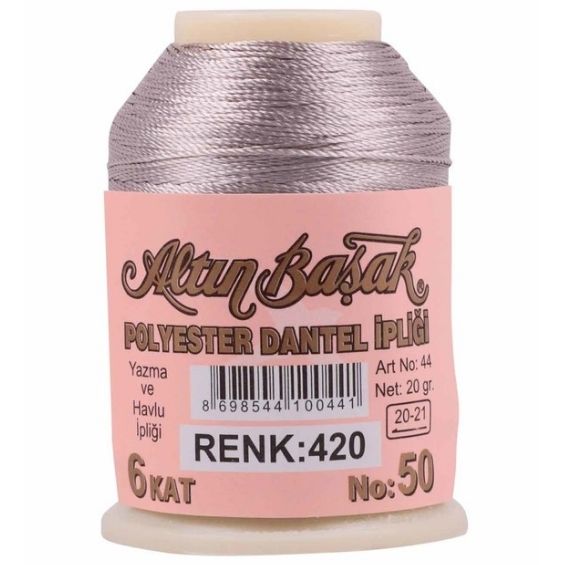 Altın Başak ®
POLYESTER DANTEL İPLİĞİ
Yazma
ve
Havlu
İpliği
8 698544 100441
Art No: 44
Net: 20 gr.
20-21
RENK:420
6 KAT
No: 50